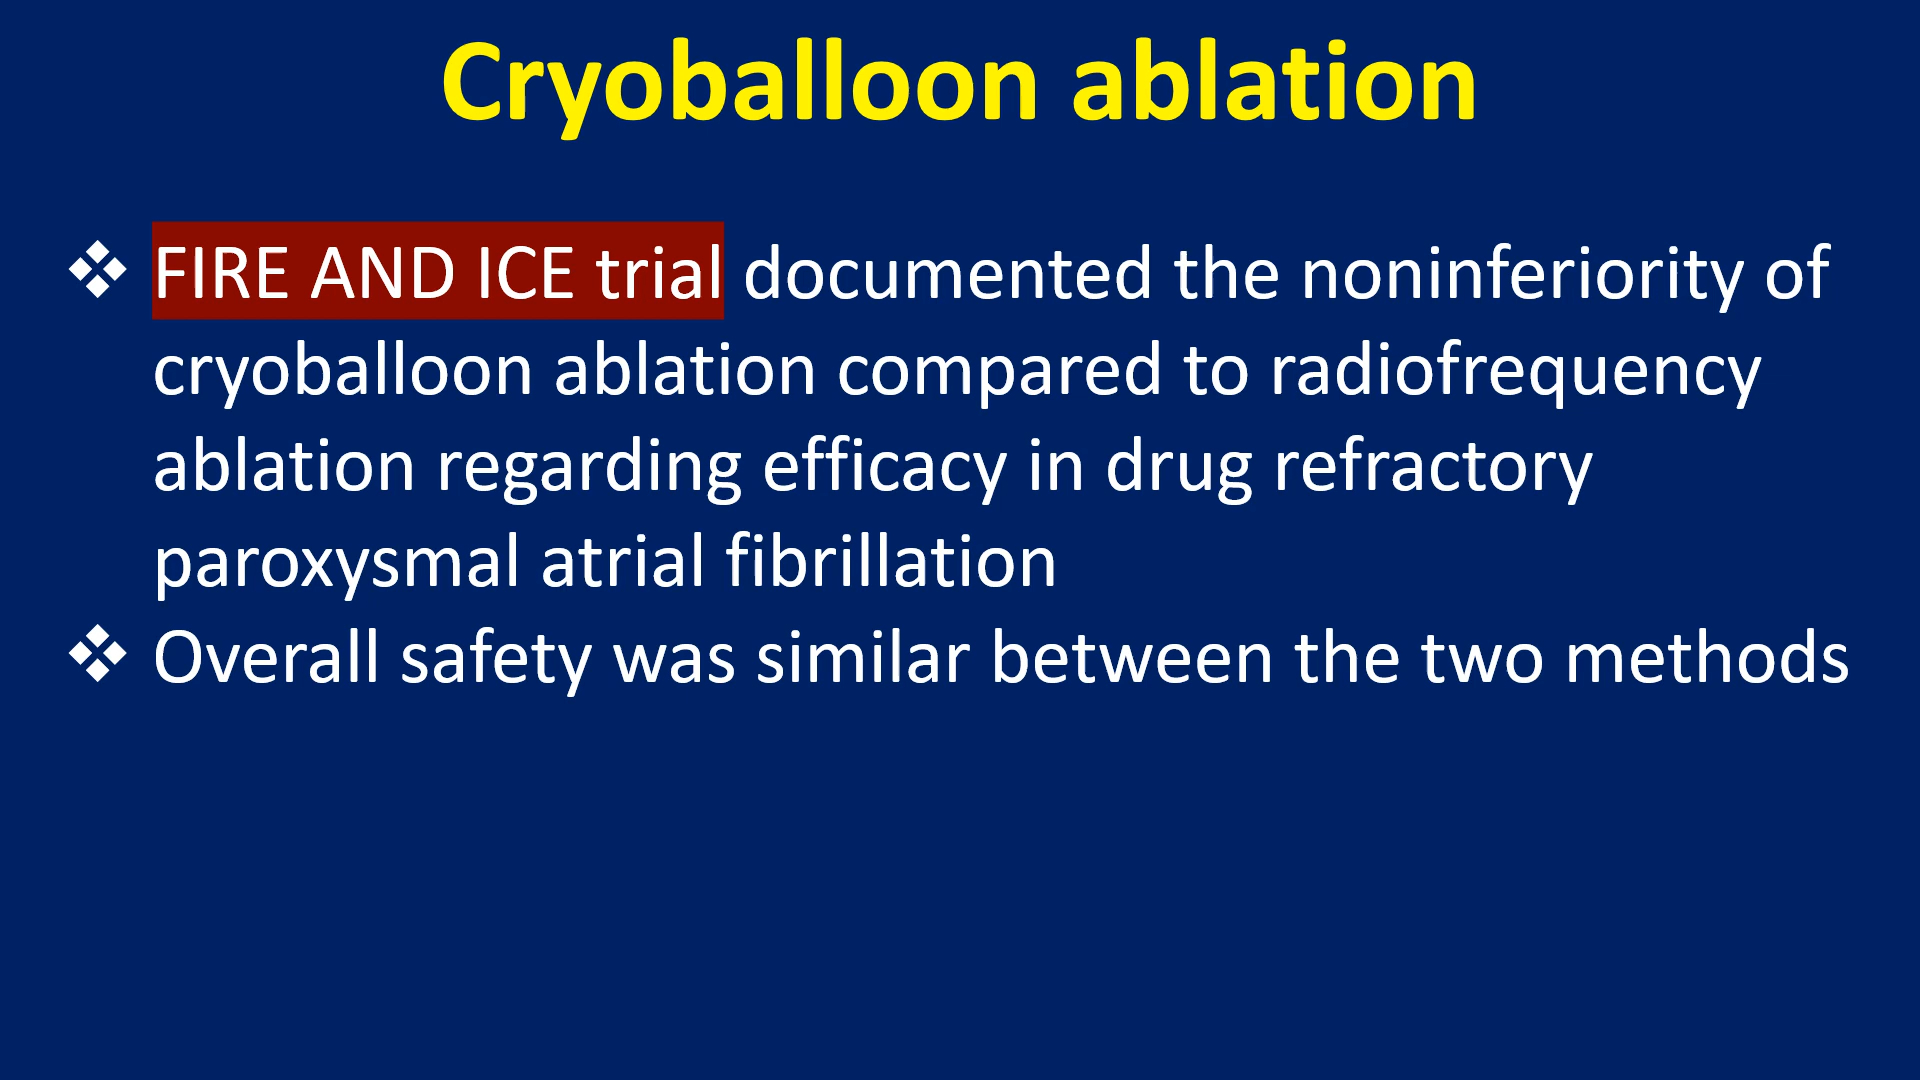 Cryoballoon ablation
❖ FIRE AND ICE trial documented the noninferiority of
cryoballoon ablation compared to radiofrequency
ablation regarding efficacy in drug refractory
paroxysmal atrial fibrillation
❖ Overall safety was similar between the two methods